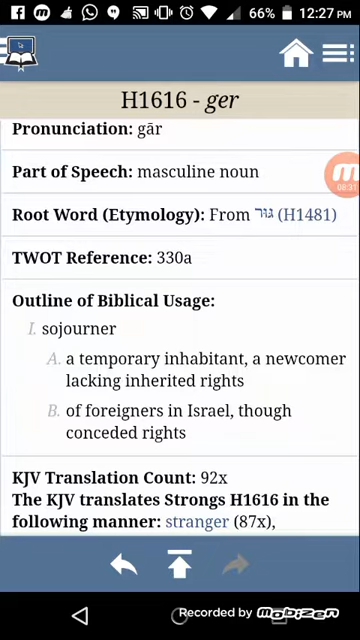 66% 12:27 PM
H1616 - ger
Pronunciation: gār
Part of Speech: masculine noun
08:31
Root Word (Etymology): From גּוּר (H1481)
TWOT Reference: 330a
Outline of Biblical Usage:
I. sojourner
A. a temporary inhabitant, a newcomer
lacking inherited rights
B. of foreigners in Israel, though
conceded rights
KJV Translation Count: 92x
The KJV translates Strongs H1616 in the
following manner: stranger (87x),
Recorded by mobizen